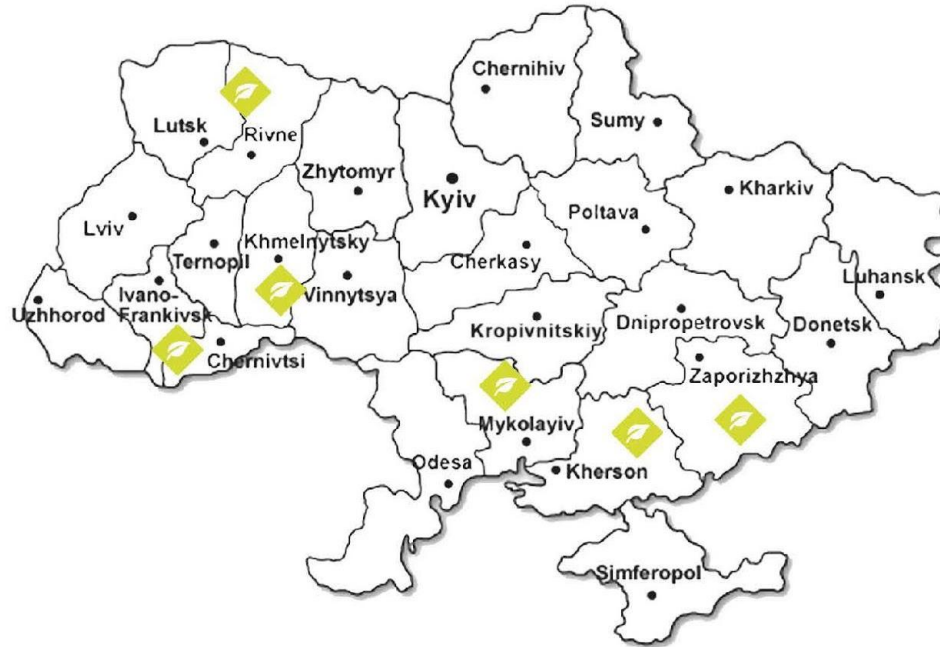 Chernihiv
Sumy
Lutsk
Rivne
Zhytomyr
Kyiv
Kharkiv
Poltava
Lviv
Khmelnytsky
Ternopil
Cherkasy
Luhansk
Uzhhorod
Ivano-
Frankivsk
Vinnytsya
Kropivnitskiy
Dnipropetrovsk
Donetsk
Chernivtsi
Zaporizhzhya
Mykolayiv
Odesa
Kherson
Simferopol